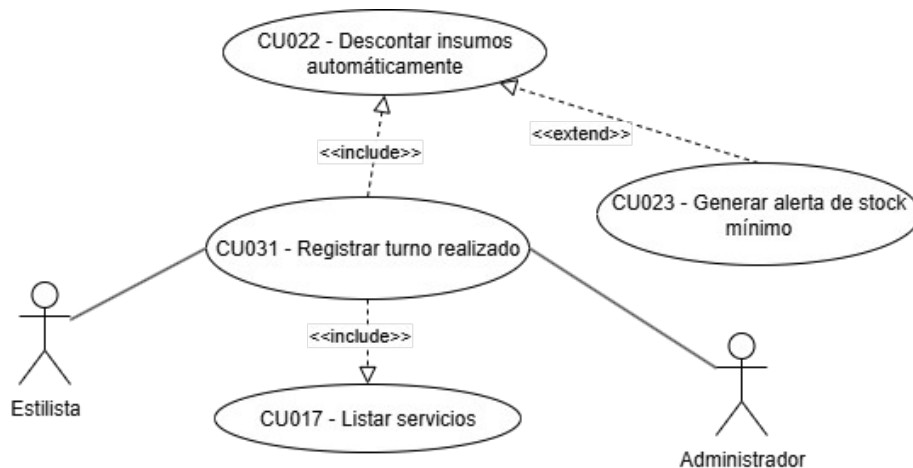 CU022 - Descontar insumos
automáticamente
<<extend>>
<<include>>
CU023 - Generar alerta de stock
mínimo
CU031 - Registrar turno realizado
<<include>>
Estilista
CU017 - Listar servicios
Administrador